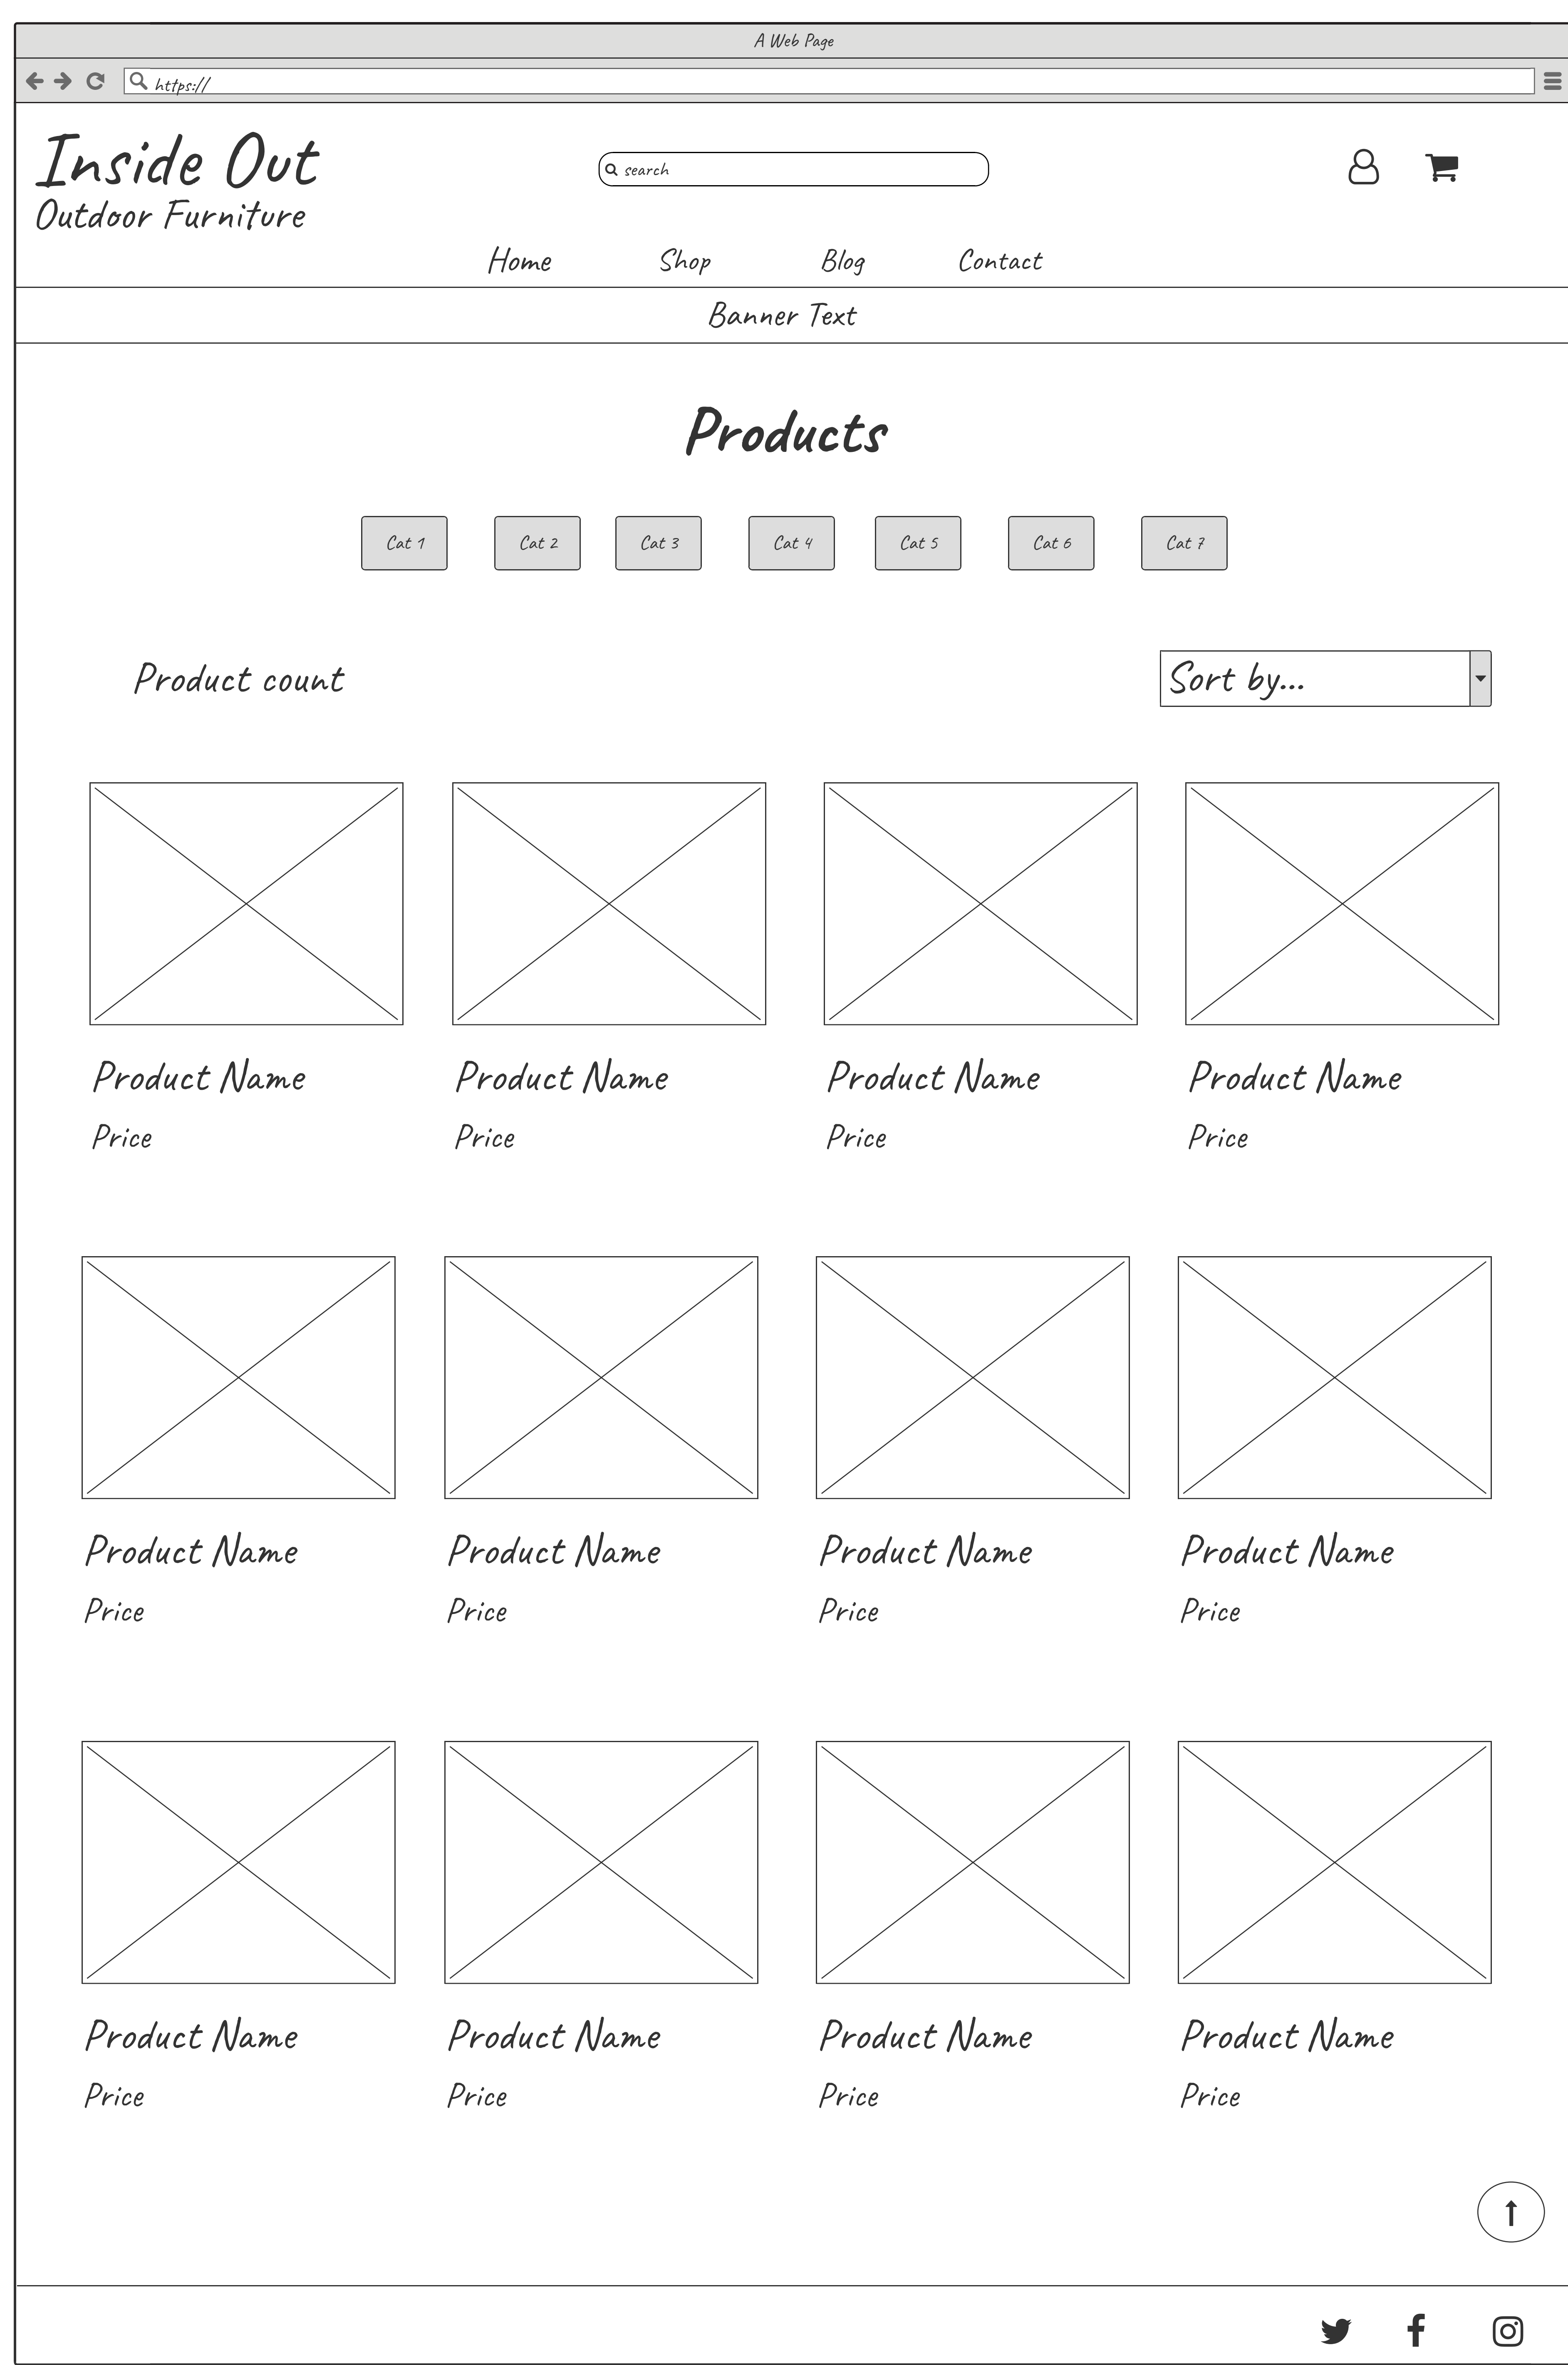 A Web Page
https://
Inside Out
Outdoor Furniture
search
Home Shop Blog Contact
Banner Text
Products
Cat 1 Cat 2 Cat 3 Cat 4 Cat 5 Cat 6 Cat 7
Product count
Sort by...
Product Name Product Name Product Name Product Name
Price Price Price Price
Product Name Product Name Product Name Product Name
Price Price Price Price
Product Name Product Name Product Name Product Name
Price Price Price Price